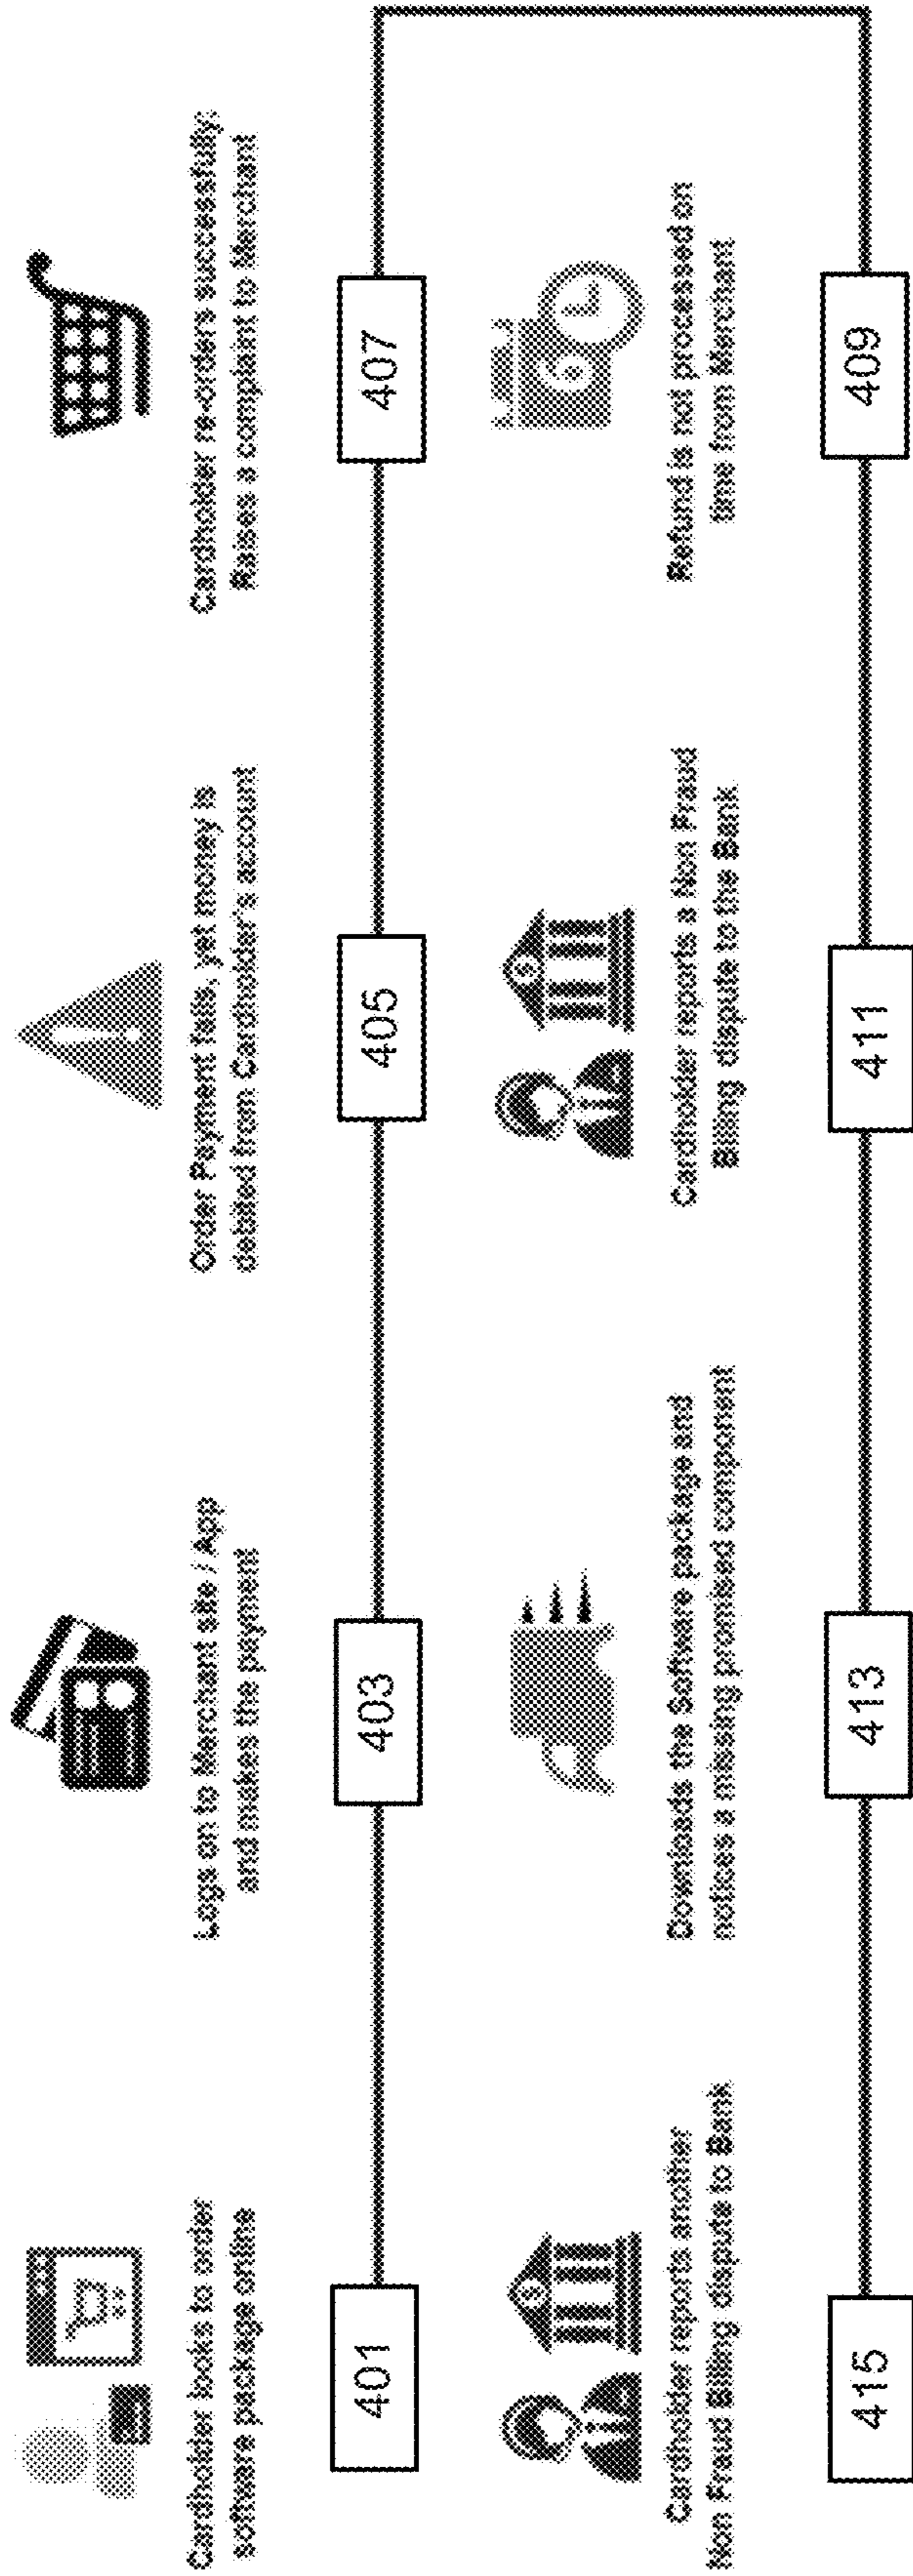 Cardholder looks to order
software package online
401
Logs on to Merchant site / App
and makes the payment
403
Order Payment fails, yet money is
debited from Cardholder's account
405
Cardholder re-orders successfully;
Raises a complaint to Merchant
407
Refund is not processed on
time from Merchant
409
Cardholder reports a Non Fraud
Billing dispute to the Bank
411
Downloads the Software package and
notices a missing promised component
413
Cardholder reports another
Non Fraud Billing dispute to Bank
415